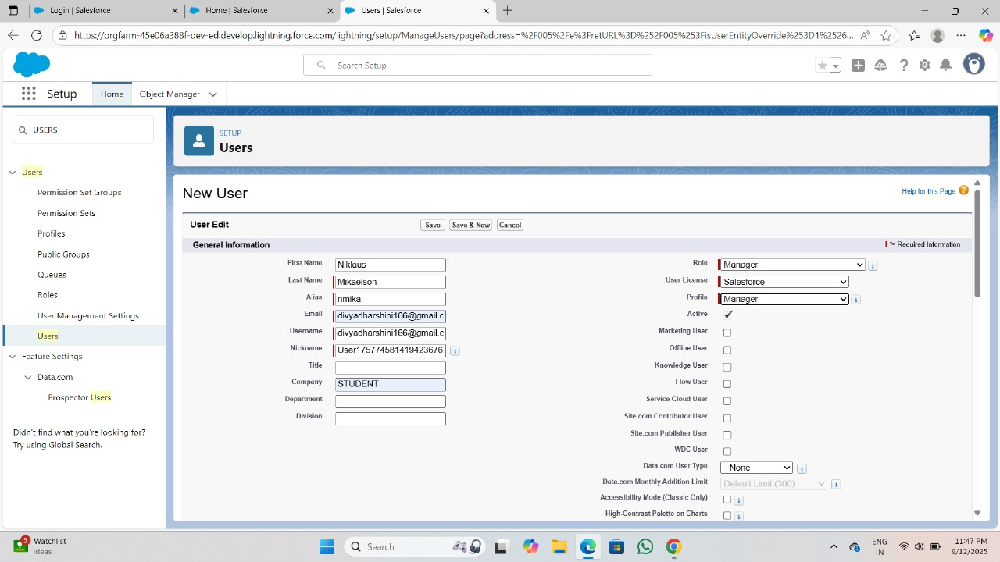 Login | Salesforce
Home | Salesforce
Users | Salesforce
https://orgfarm-45e06a388f-dev-ed.develop.lightning.force.com/lightning/setup/ManageUsers/page?address=%2F005%2Fe%3FretURL%3D%252F005%253FisUserEntityOverride%253D1%2526...
Search Setup
Setup
Home
Object Manager
USERS
Users
Permission Set Groups
Permission Sets
Profiles
Public Groups
Queues
Roles
User Management Settings
Users
Feature Settings
Data.com
Prospector Users
Didn't find what you're looking for?
Try using Global Search.
SETUP
Users
New User
Help for this Page ?
User Edit
Save
Save & New
Cancel
General Information
*= Required Information
First Name Niklaus
Last Name Mikaelson
Alias nmika
Email divyadharshini166@gmail.c
Username divyadharshini166@gmail.c
Nickname User175774581419423676 i
Title
Company STUDENT
Department
Division
Role Manager i
User License Salesforce
Profile Manager i
Active
Marketing User
Offline User
Knowledge User
Flow User
Service Cloud User
Site.com Contributor User
Site.com Publisher User
WDC User
Data.com User Type --None-- i
Data.com Monthly Addition Limit Default Limit (300) i
Accessibility Mode (Classic Only) i
High-Contrast Palette on Charts i
5
Watchlist
Ideas
Search
ENG
IN
11:47 PM
9/12/2025